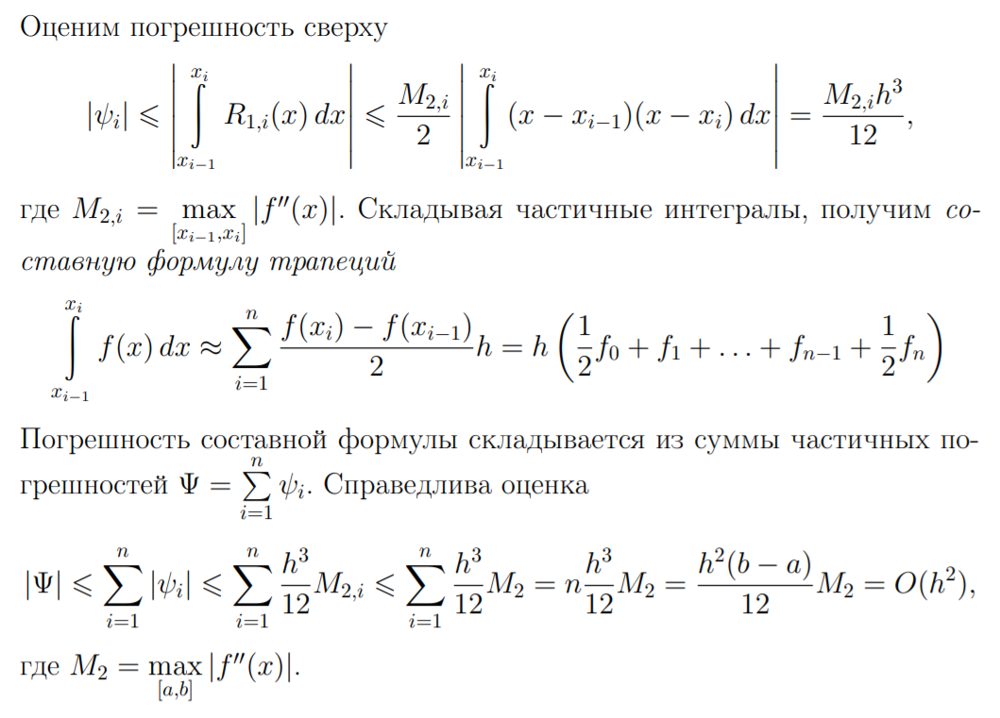 Оценим погрешность сверху
$$|\psi_i| \leqslant \left| \int\limits_{x_{i-1}}^{x_i} R_{1,i}(x)\,dx \right| \leqslant \frac{M_{2,i}}{2} \left| \int\limits_{x_{i-1}}^{x_i} (x - x_{i-1})(x - x_i)\,dx \right| = \frac{M_{2,i}h^3}{12},$$
где $M_{2,i} = \max\limits_{[x_{i-1},x_i]} |f''(x)|$. Складывая частичные интегралы, получим со-
ставную формулу трапеций
$$\int\limits_{x_{i-1}}^{x_i} f(x)\,dx \approx \sum_{i=1}^{n} \frac{f(x_i) - f(x_{i-1})}{2} h = h \left( \frac{1}{2} f_0 + f_1 + \ldots + f_{n-1} + \frac{1}{2} f_n \right)$$
Погрешность составной формулы складывается из суммы частичных по-
грешностей $\Psi = \sum\limits_{i=1}^{n} \psi_i$. Справедлива оценка
$$|\Psi| \leqslant \sum_{i=1}^{n} |\psi_i| \leqslant \sum_{i=1}^{n} \frac{h^3}{12} M_{2,i} \leqslant \sum_{i=1}^{n} \frac{h^3}{12} M_2 = n \frac{h^3}{12} M_2 = \frac{h^2(b-a)}{12} M_2 = O(h^2),$$
где $M_2 = \max\limits_{[a,b]} |f''(x)|$.